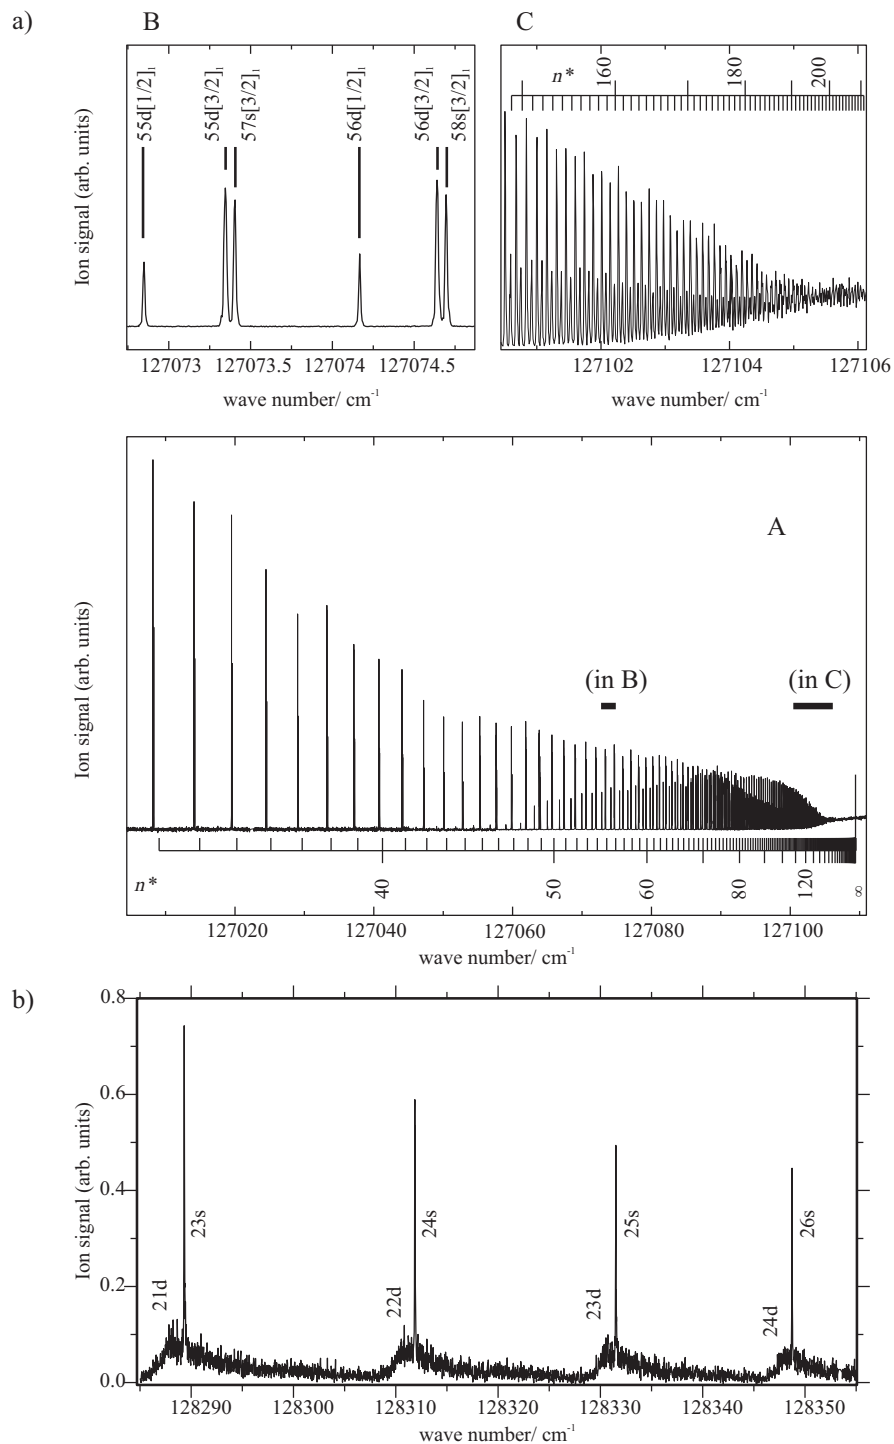 a)
B
C
55d[1/2]₁
55d[3/2]₁
57s[3/2]₁
56d[1/2]₁
56d[3/2]₁
58s[3/2]₁
n*
160
180
200
Ion signal (arb. units)
Ion signal (arb. units)
127073
127073.5
127074
127074.5
127102
127104
127106
wave number/ cm⁻¹
wave number/ cm⁻¹
A
(in B)
(in C)
Ion signal (arb. units)
n*
40
50
60
80
120
∞
127020
127040
127060
127080
127100
wave number/ cm⁻¹
b)
0.8
0.6
0.4
0.2
0.0
Ion signal (arb. units)
21d
23s
22d
24s
23d
25s
24d
26s
128290
128300
128310
128320
128330
128340
128350
wave number/ cm⁻¹